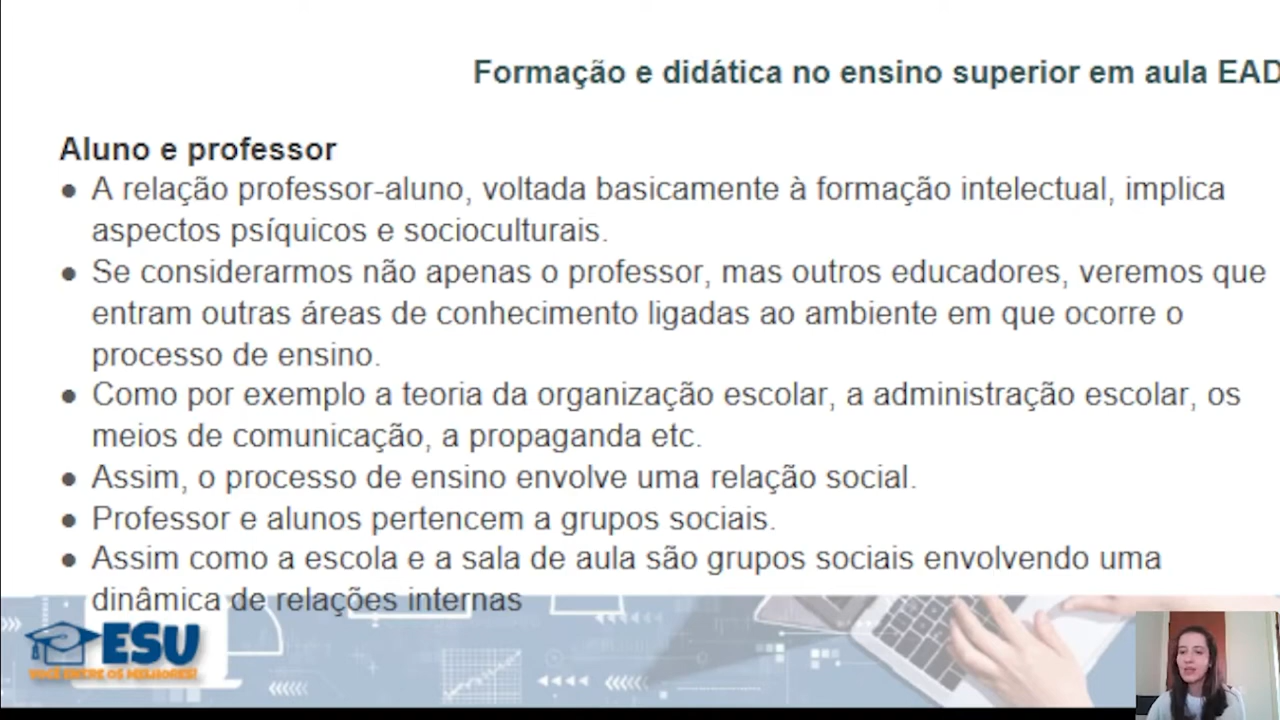 Formação e didática no ensino superior em aula EAD
Aluno e professor
● A relação professor-aluno, voltada basicamente à formação intelectual, implica
aspectos psíquicos e socioculturais.
● Se considerarmos não apenas o professor, mas outros educadores, veremos que
entram outras áreas de conhecimento ligadas ao ambiente em que ocorre o
processo de ensino.
● Como por exemplo a teoria da organização escolar, a administração escolar, os
meios de comunicação, a propaganda etc.
● Assim, o processo de ensino envolve uma relação social.
● Professor e alunos pertencem a grupos sociais.
● Assim como a escola e a sala de aula são grupos sociais envolvendo uma
dinâmica de relações internas
ESU
VOCÊ ENTRE OS MELHORES!